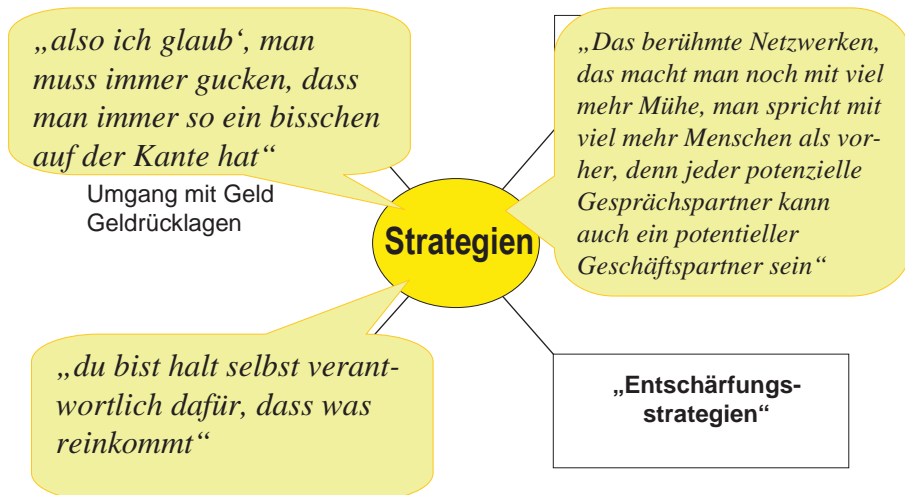 „also ich glaub‘, man
muss immer gucken, dass
man immer so ein bisschen
auf der Kante hat“
Umgang mit Geld
Geldrücklagen
„Das berühmte Netzwerken,
das macht man noch mit viel
mehr Mühe, man spricht mit
viel mehr Menschen als vor-
her, denn jeder potenzielle
Gesprächspartner kann
auch ein potentieller
Geschäftspartner sein“
Strategien
„du bist halt selbst verant-
wortlich dafür, dass was
reinkommt“
„Entschärfungs-
strategien“